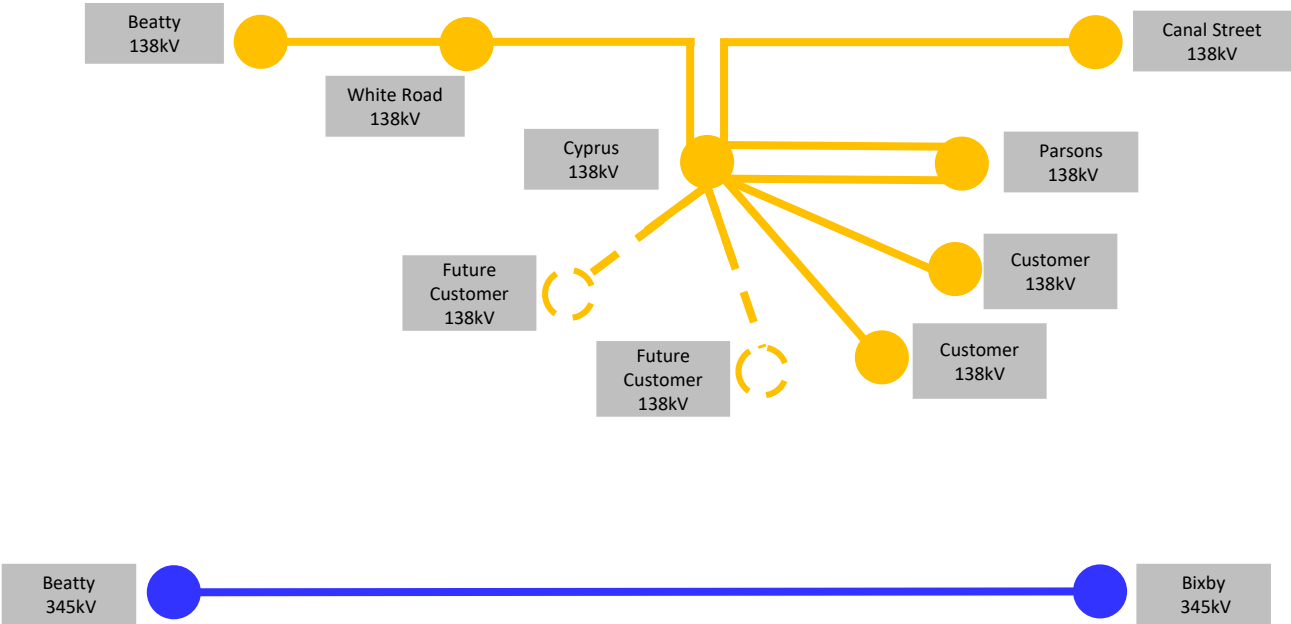 Beatty
138kV
Canal Street
138kV
White Road
138kV
Cyprus
138kV
Parsons
138kV
Customer
138kV
Future
Customer
138kV
Customer
138kV
Future
Customer
138kV
Beatty
345kV
Bixby
345kV